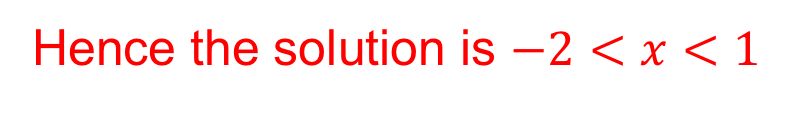 Hence the solution is −2 < x < 1